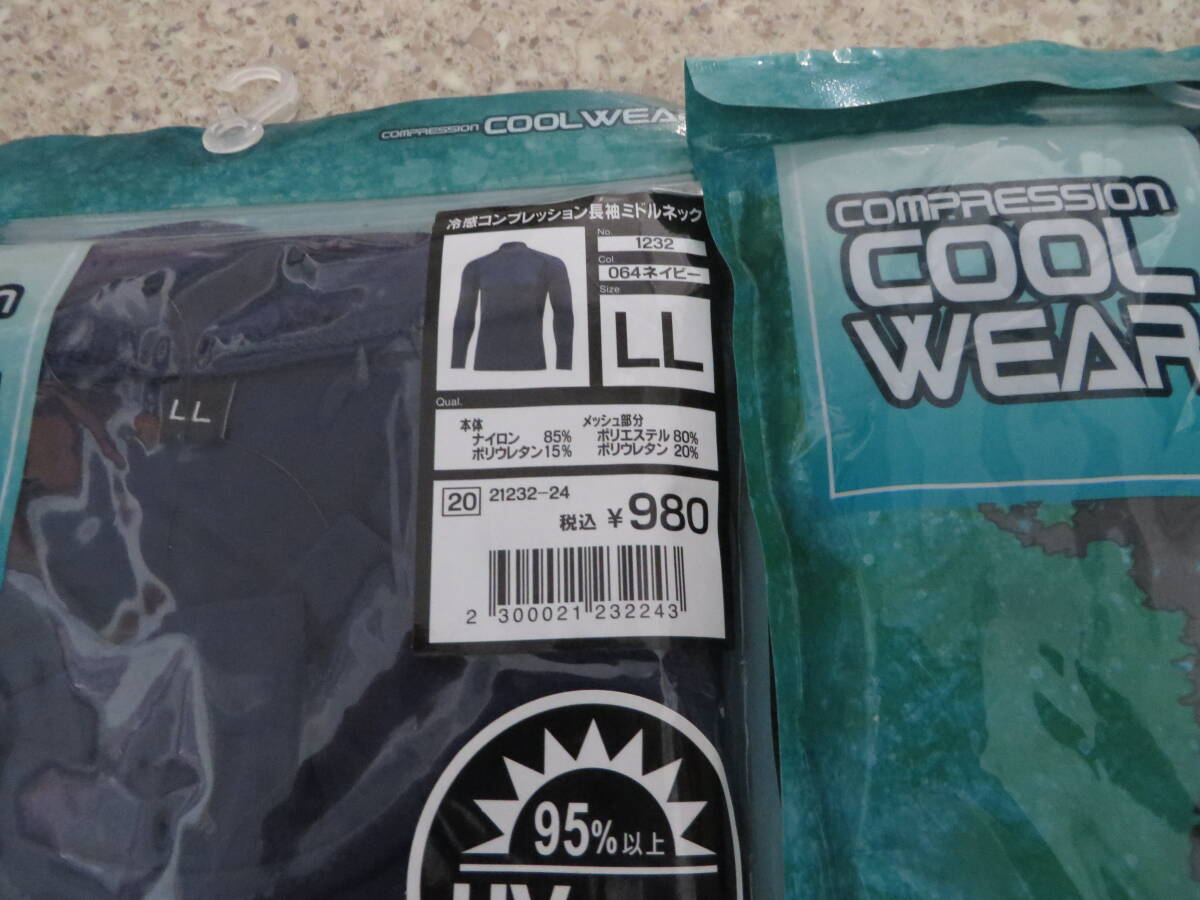 COMPRESSION COOLWEA
冷感コンプレッション長袖ミドルネック
No.
1232
Col
064ネイビー
Size
LL
LL
Qual.
本体
ナイロン 85%
ポリウレタン15%
メッシュ部分
ポリエステル 80%
ポリウレタン 20%
20 21232-24
税込 ¥980
2 300021 232243
95%以上
UV
COMPRESSION
COOL
WEAR